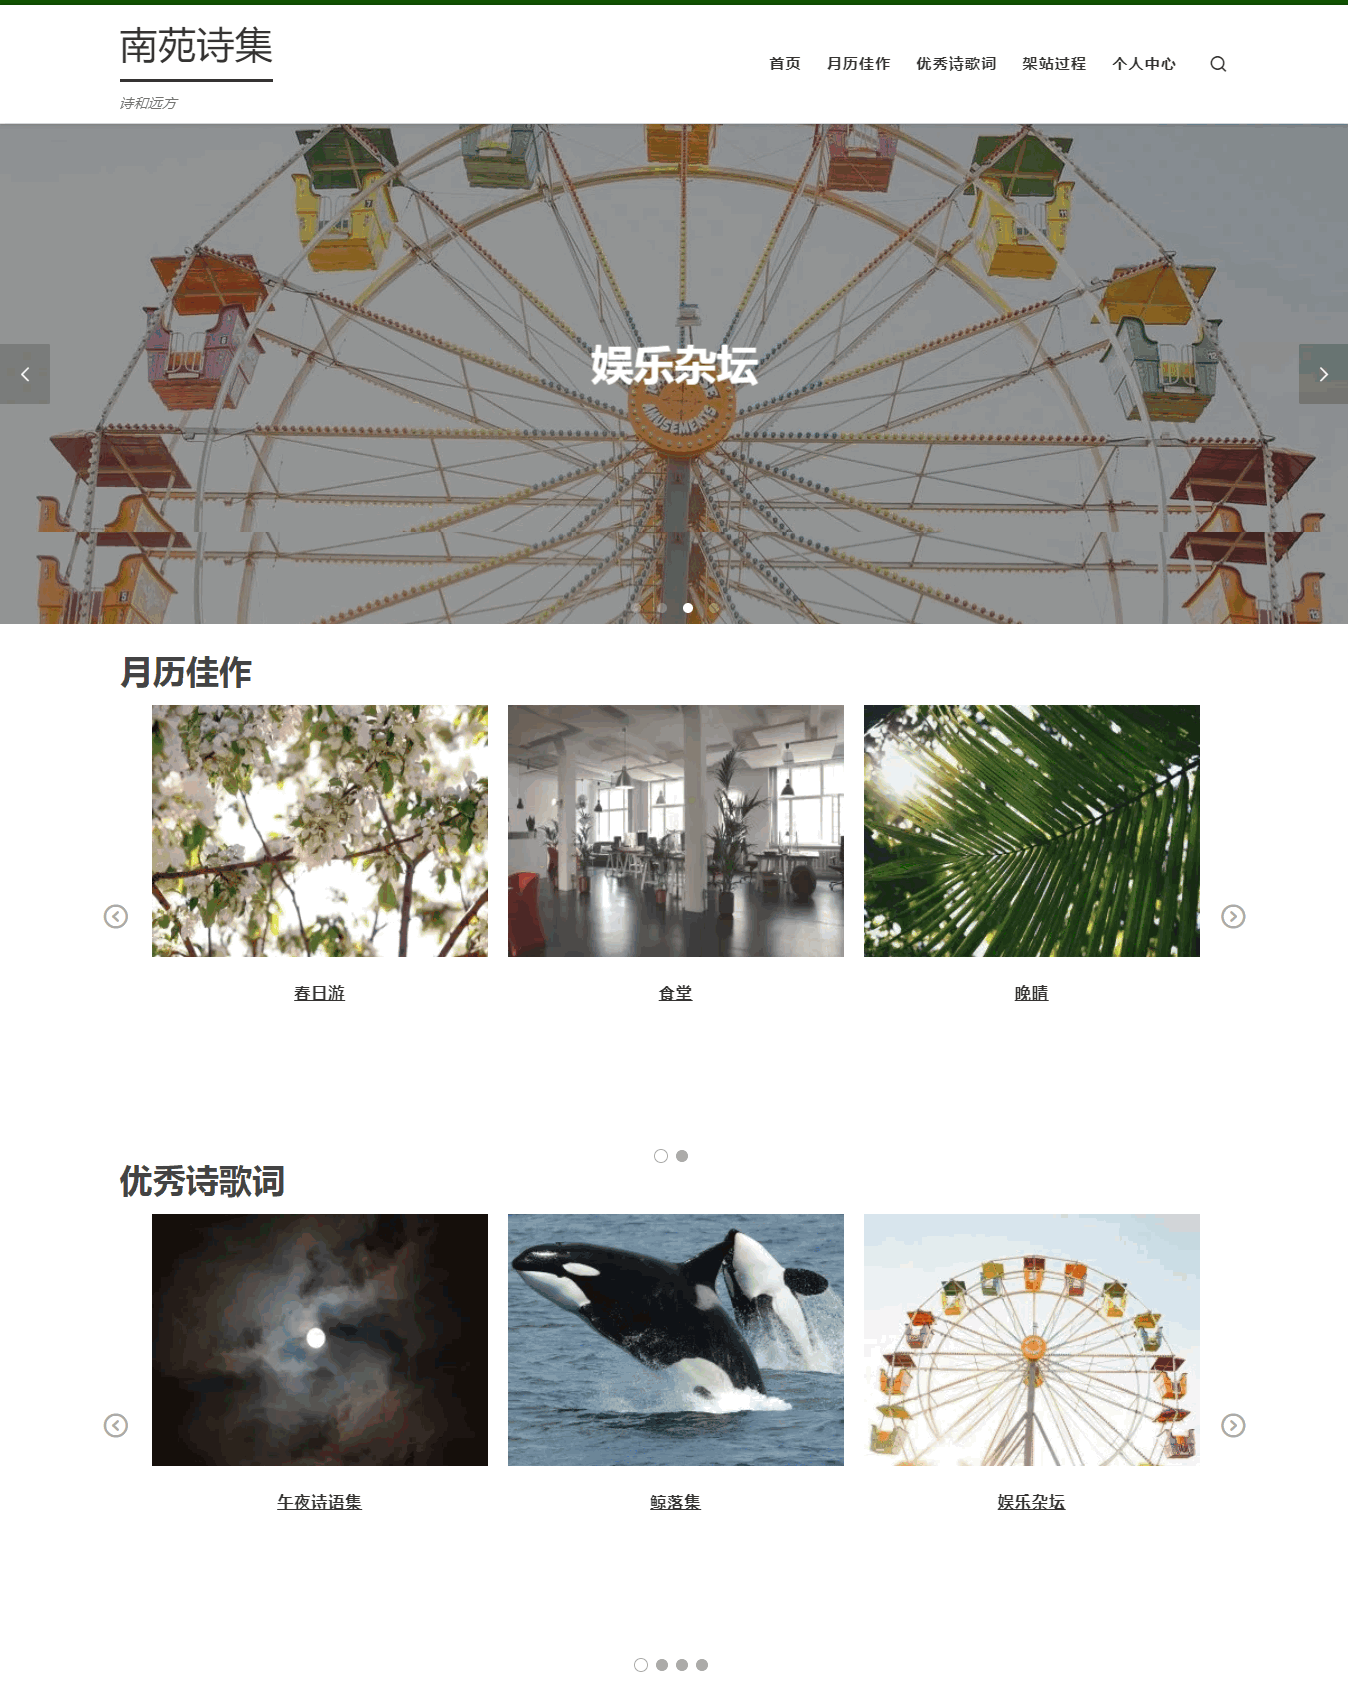 南苑诗集
诗和远方
首页 月历佳作 优秀诗歌词 架站过程 个人中心
娱乐杂坛
AMUSEMENTS
月历佳作
春日游 食堂 晚晴
优秀诗歌词
午夜诗语集 鲸落集 娱乐杂坛